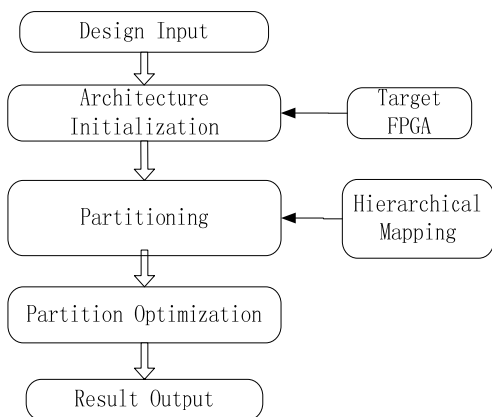 Design Input
Architecture
Initialization
Target
FPGA
Partitioning
Hierarchical
Mapping
Partition Optimization
Result Output